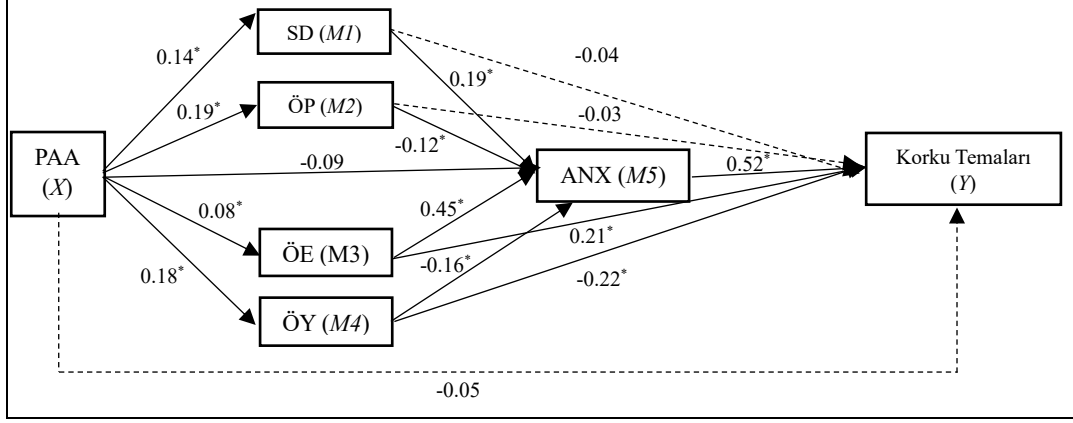 SD (M1)
-0.04
0.14*
0,19*
ÖP (M2)
0.19*
-0.03
-0.12*
PAA
(X)
-0.09
ANX (M5)
0.52*
Korku Temaları
(Y)
0.08*
0.45*
ÖE (M3)
0.21*
-0.16*
0.18*
-0.22*
ÖY (M4)
-0.05